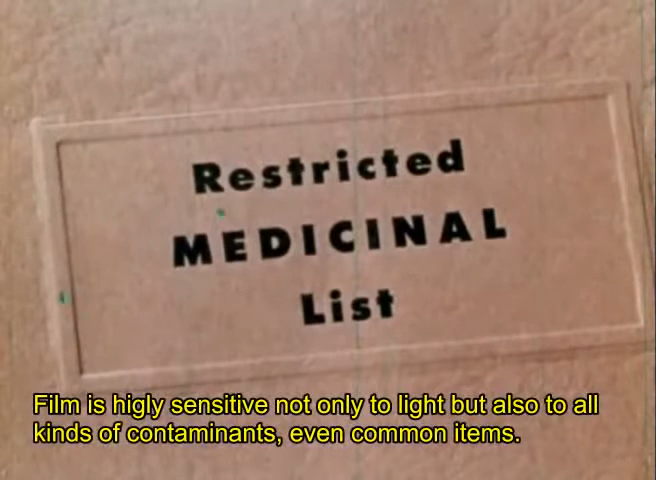 Restricted
MEDICINAL
List
Film is higly sensitive not only to light but also to all
kinds of contaminants, even common items.